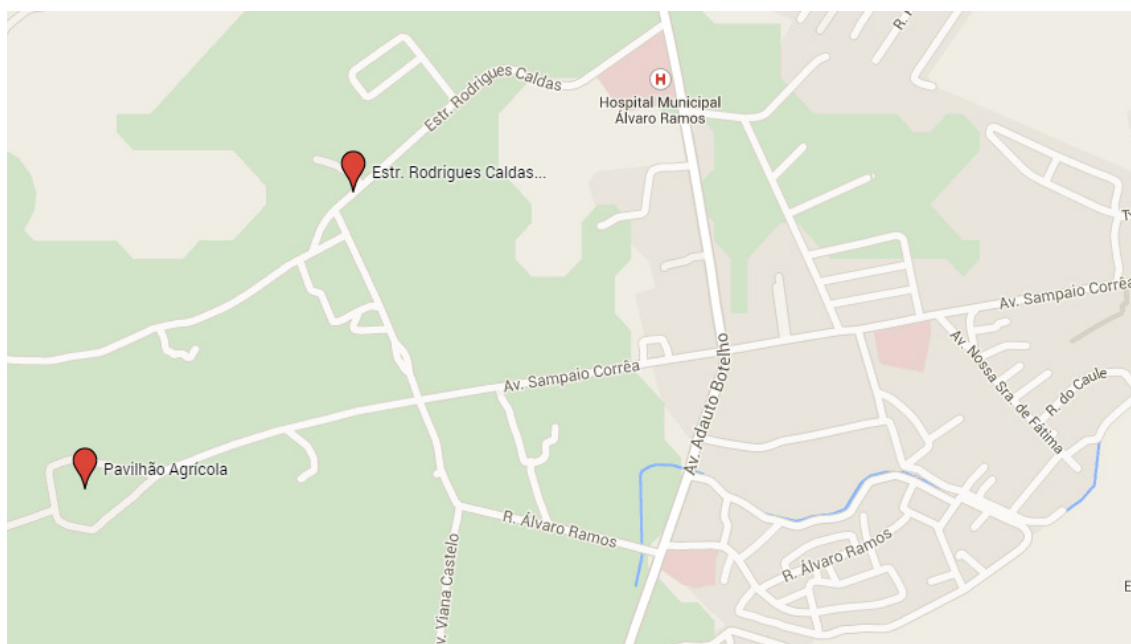 Estr. Rodrigues Caldas
H
Hospital Municipal
Álvaro Ramos
Estr. Rodrigues Caldas...
Av. Sampaio Corrêa
Av. Sampaio Corrêa
Av. Adauto Botelho
Av. Nossa Sra. de Fátima
R. do Caule
Pavilhão Agrícola
R. Álvaro Ramos
R. Álvaro Ramos
v. Viana Castelo